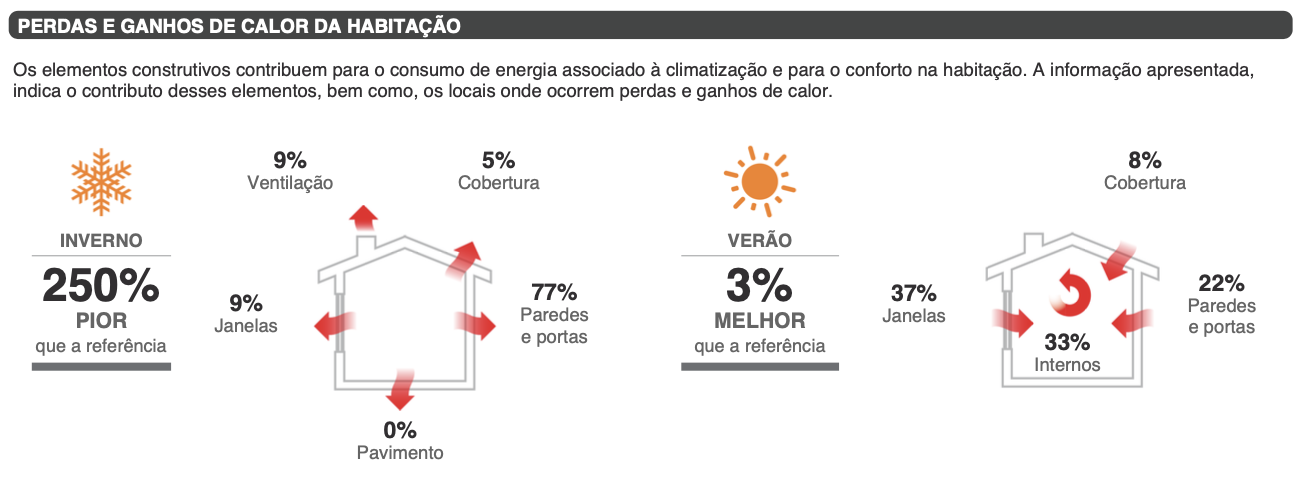 PERDAS E GANHOS DE CALOR DA HABITAÇÃO
Os elementos construtivos contribuem para o consumo de energia associado à climatização e para o conforto na habitação. A informação apresentada,
indica o contributo desses elementos, bem como, os locais onde ocorrem perdas e ganhos de calor.
INVERNO
250%
PIOR
que a referência
9%
Ventilação
5%
Cobertura
9%
Janelas
77%
Paredes
e portas
0%
Pavimento
VERÃO
3%
MELHOR
que a referência
8%
Cobertura
37%
Janelas
22%
Paredes
e portas
33%
Internos